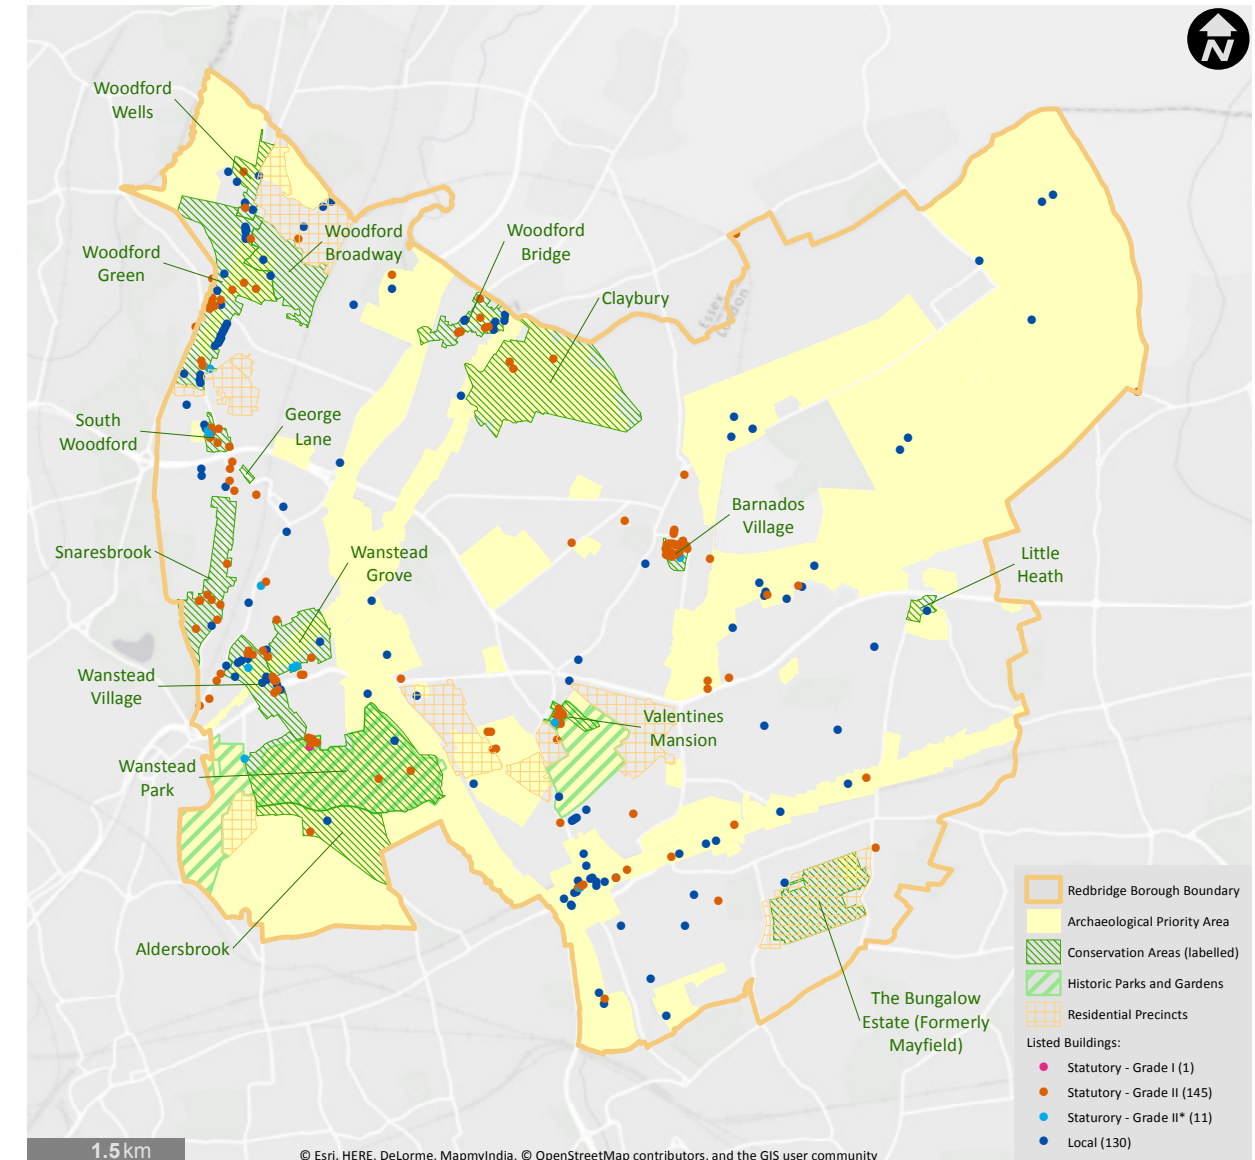 N
Woodford
Wells
Woodford
Green
Woodford
Broadway
Woodford
Bridge
Claybury
Essex
London
South
Woodford
George
Lane
Snaresbrook
Wanstead
Grove
Barnados
Village
Little
Heath
Wanstead
Village
Valentines
Mansion
Wanstead
Park
Aldersbrook
The Bungalow
Estate (Formerly
Mayfield)
Redbridge Borough Boundary
Archaeological Priority Area
Conservation Areas (labelled)
Historic Parks and Gardens
Residential Precincts
Listed Buildings:
Statutory - Grade I (1)
Statutory - Grade II (145)
Staturory - Grade II* (11)
Local (130)
1.5 km
© Esri, HERE, DeLorme, MapmyIndia, © OpenStreetMap contributors, and the GIS user community